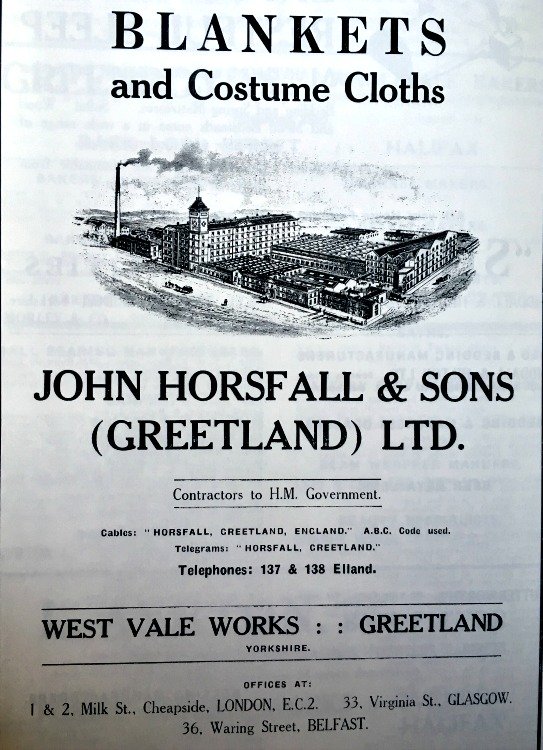 BLANKETS
and Costume Cloths
JOHN HORSFALL & SONS
(GREETLAND) LTD.
Contractors to H.M. Government.
Cables: "HORSFALL, GREETLAND, ENGLAND." A.B.C. Code used.
Telegrams: "HORSFALL, GREETLAND."
Telephones: 137 & 138 Elland.
WEST VALE WORKS : : GREETLAND
YORKSHIRE.
OFFICES AT:
1 & 2, Milk St., Cheapside, LONDON, E.C.2. 33, Virginia St., GLASGOW.
36, Waring Street, BELFAST.